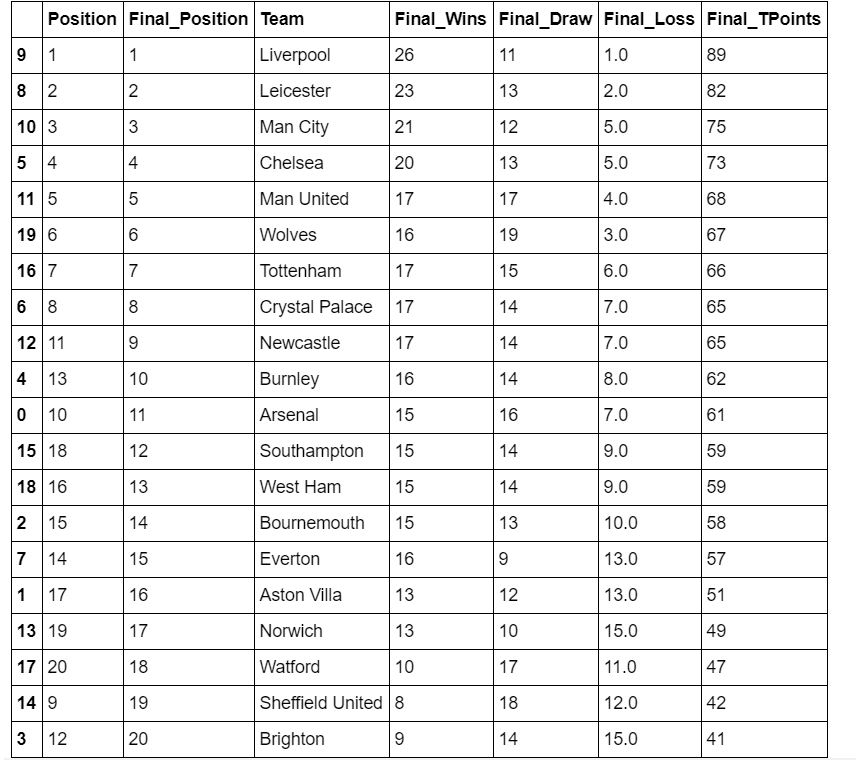 Position Final_Position Team Final_Wins Final_Draw Final_Loss Final_TPoints
9 1 1 Liverpool 26 11 1.0 89
8 2 2 Leicester 23 13 2.0 82
10 3 3 Man City 21 12 5.0 75
5 4 4 Chelsea 20 13 5.0 73
11 5 5 Man United 17 17 4.0 68
19 6 6 Wolves 16 19 3.0 67
16 7 7 Tottenham 17 15 6.0 66
6 8 8 Crystal Palace 17 14 7.0 65
12 11 9 Newcastle 17 14 7.0 65
4 13 10 Burnley 16 14 8.0 62
0 10 11 Arsenal 15 16 7.0 61
15 18 12 Southampton 15 14 9.0 59
18 16 13 West Ham 15 14 9.0 59
2 15 14 Bournemouth 15 13 10.0 58
7 14 15 Everton 16 9 13.0 57
1 17 16 Aston Villa 13 12 13.0 51
13 19 17 Norwich 13 10 15.0 49
17 20 18 Watford 10 17 11.0 47
14 9 19 Sheffield United 8 18 12.0 42
3 12 20 Brighton 9 14 15.0 41